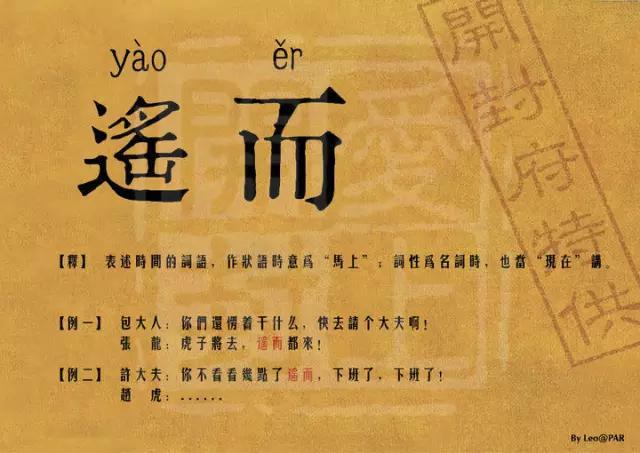 yào ěr
遙而
開封府特供
【釋】 表述時間的詞語，作狀語時意爲“馬上”；詞性爲名詞時，也當“現在”講。
【例一】 包大人：你們還愣着干什么，快去請个大夫啊！
張 龍：虎子將去，遙而都來！
【例二】 許大夫：你不看看幾點了遙而，下班了，下班了！
趙 虎：······
By Leo@PAR